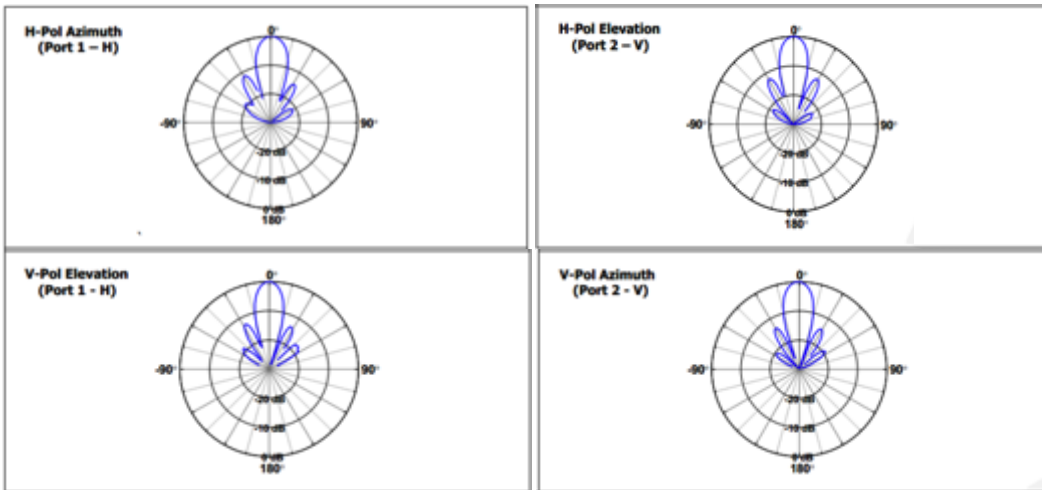 H-Pol Azimuth
(Port 1 – H)
0°
-90°
90°
-20 dB
-10 dB
0 dB
180°
H-Pol Elevation
(Port 2 – V)
0°
-90°
90°
-20 dB
-10 dB
0 dB
180°
V-Pol Elevation
(Port 1 - H)
0°
-90°
90°
-20 dB
-10 dB
0 dB
180°
V-Pol Azimuth
(Port 2 - V)
0°
-90°
90°
-20 dB
-10 dB
0 dB
180°